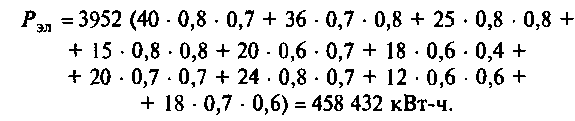 Pэл = 3952 (40 · 0,8 · 0,7 + 36 · 0,7 · 0,8 + 25 · 0,8 · 0,8 +
+ 15 · 0,8 · 0,8 + 20 · 0,6 · 0,7 + 18 · 0,6 · 0,4 +
+ 20 · 0,7 · 0,7 + 24 · 0,8 · 0,7 + 12 · 0,6 · 0,6 +
+ 18 · 0,7 · 0,6) = 458 432 кВт-ч.